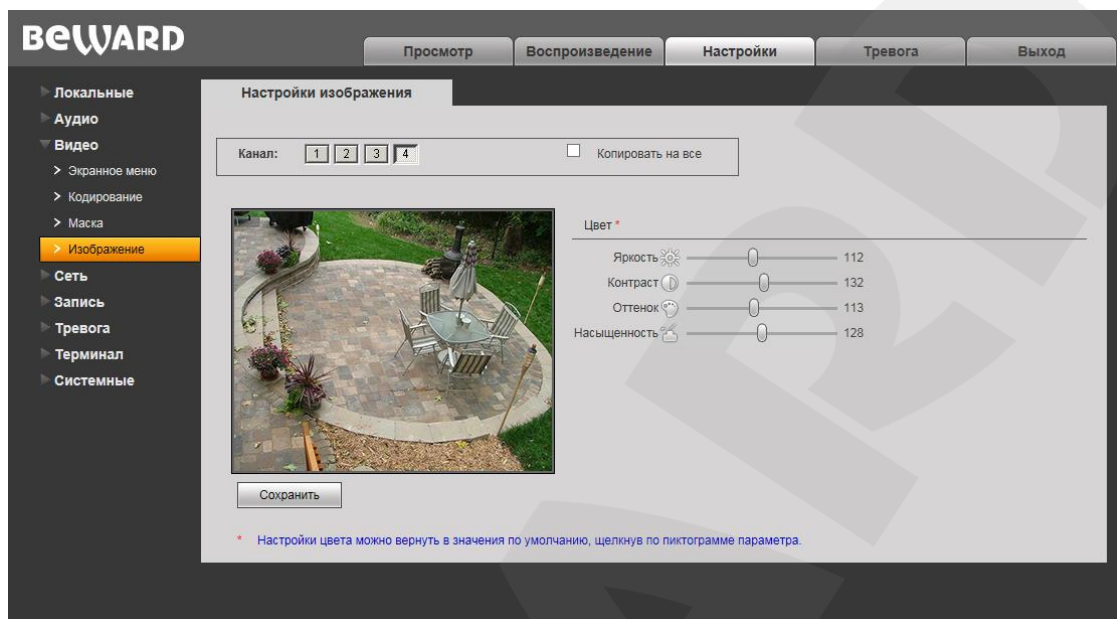 BEWARD
Просмотр
Воспроизведение
Настройки
Тревога
Выход
Локальные
Аудио
Видео
> Экранное меню
> Кодирование
> Маска
> Изображение
Сеть
Запись
Тревога
Терминал
Системные
Настройки изображения
Канал: 1 2 3 4 Копировать на все
Цвет *
Яркость 112
Контраст 132
Оттенок 113
Насыщенность 128
Сохранить
* Настройки цвета можно вернуть в значения по умолчанию, щелкнув по пиктограмме параметра.